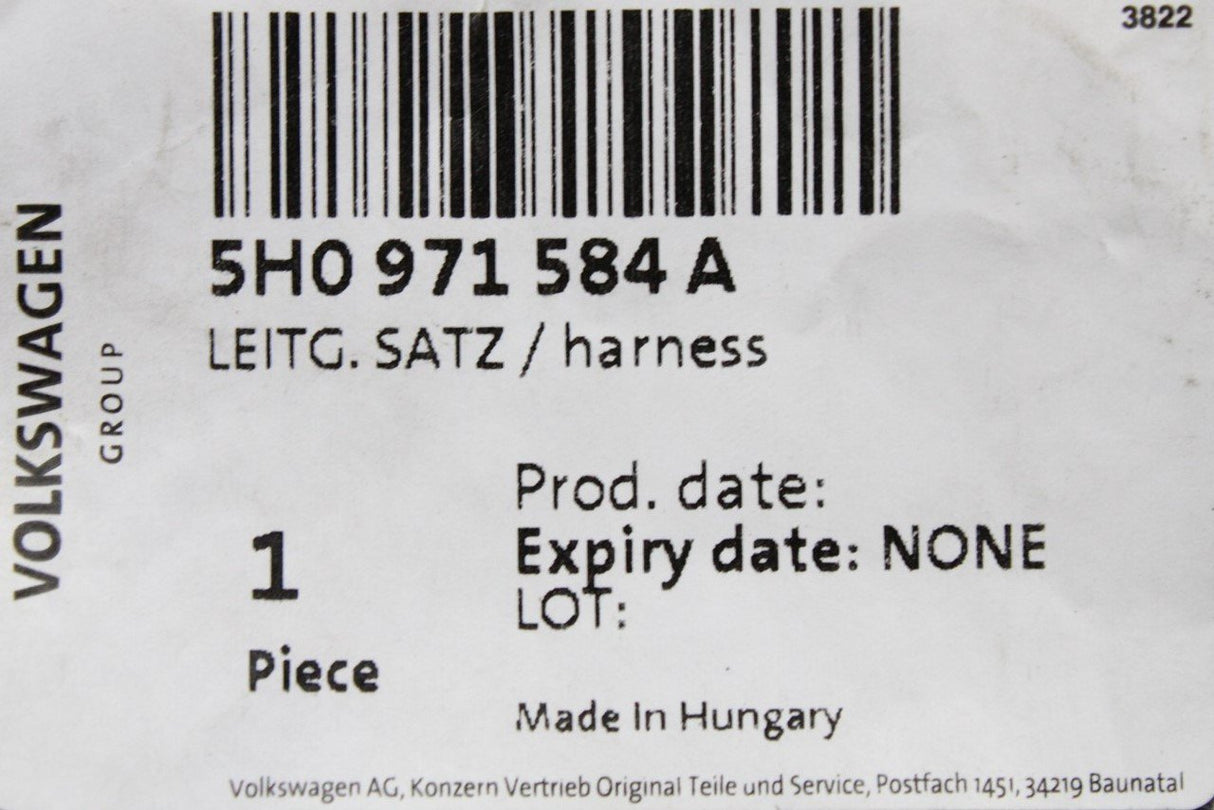 3822
5H0 971 584 A
LEITG. SATZ / harness
VOLKSWAGEN
GROUP
Prod. date:
Expiry date: NONE
LOT:
1
Piece
Made In Hungary
Volkswagen AG, Konzern Vertrieb Original Teile und Service, Postfach 1451, 34219 Baunatal